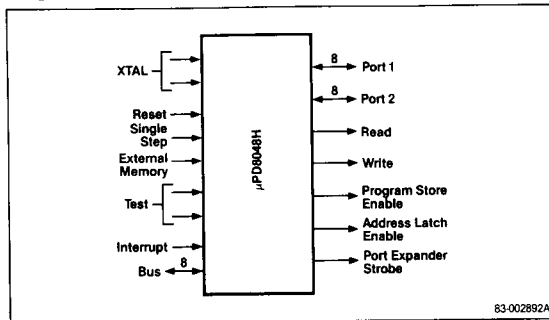 XTAL
Reset
Single
Step
External
Memory
Test
Interrupt
Bus
8
μPD8048H
8
Port 1
8
Port 2
Read
Write
Program Store
Enable
Address Latch
Enable
Port Expander
Strobe
83-002892A